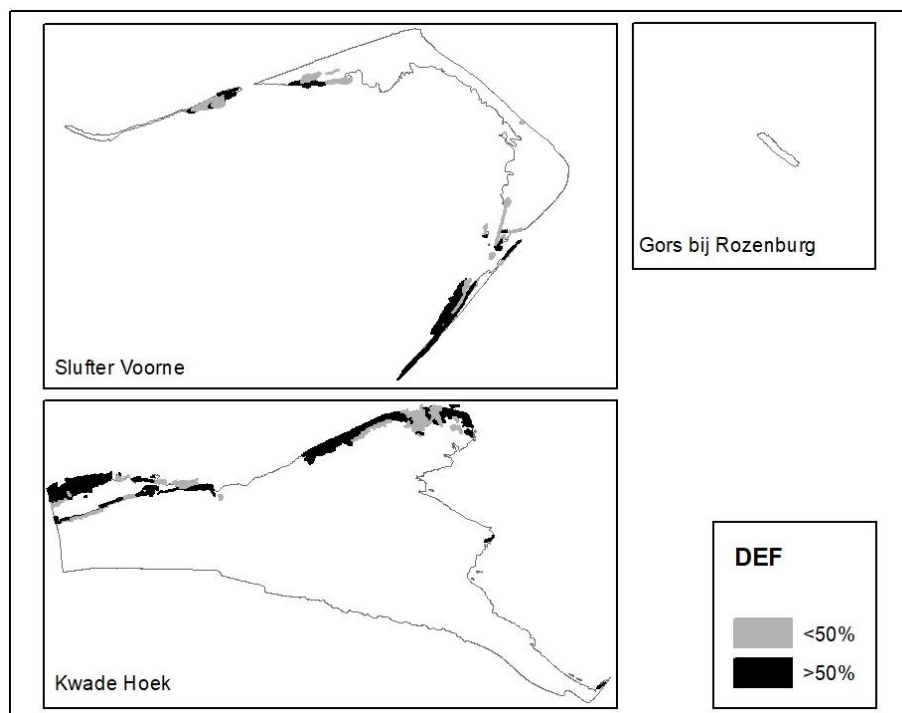 Slufter Voorne
Gors bij Rozenburg
Kwade Hoek
DEF
<50%
>50%